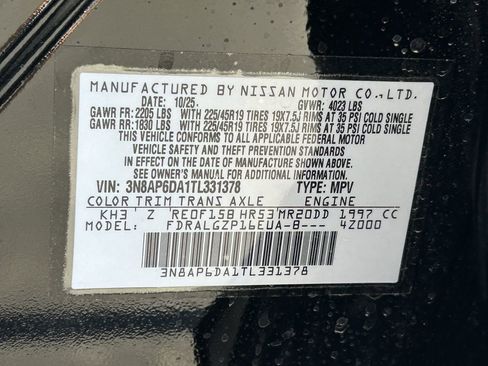 MANUFACTURED BY NISSAN MOTOR CO.,LTD.
DATE: 10/25. GVWR: 4023 LBS
GAWR FR: 2205 LBS WITH 225/45R19 TIRES 19X7.5J RIMS AT 35 PSI COLD SINGLE
GAWR RR: 1830 LBS WITH 225/45R19 TIRES 19X7.5J RIMS AT 35 PSI COLD SINGLE
THIS VEHICLE CONFORMS TO ALL APPLICABLE FEDERAL MOTOR
VEHICLE SAFETY AND THEFT PREVENTION STANDARDS
IN EFFECT ON THE DATE OF MANUFACTURE SHOWN ABOVE.
SEE OWNER'S MANUAL FOR ADDITIONAL INFORMATION.
VIN: 3N8AP6DA1TL331378 TYPE: MPV
COLOR TRIM TRANS AXLE ENGINE
KH3 Z RE0F15B HR53 MR20DD 1997 CC
MODEL: FDRALGZP16EUA-B--- 4Z000
3N8AP6DA1TL331378